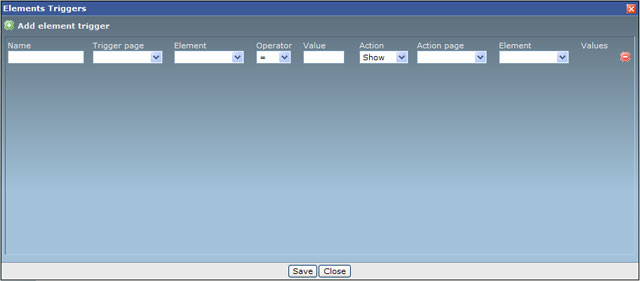 Elements Triggers
Add element trigger
Name Trigger page Element Operator Value Action Action page Element Values
= Show
Save Close